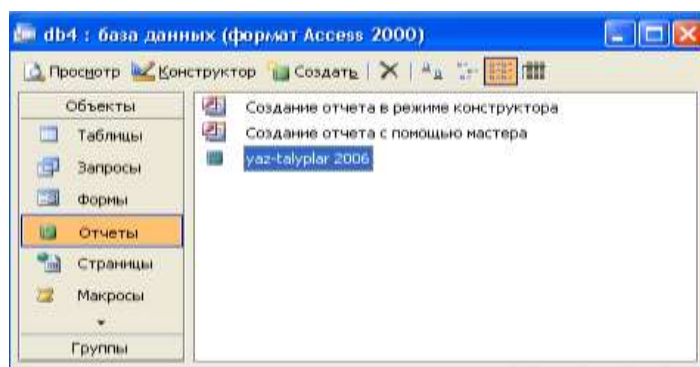 db4 : база данных (формат Access 2000)
Просмотр Конструктор Создать
Объекты
Таблицы
Запросы
Формы
Отчеты
Страницы
Макросы
Группы
Создание отчета в режиме конструктора
Создание отчета с помощью мастера
yaz-talyplar 2006